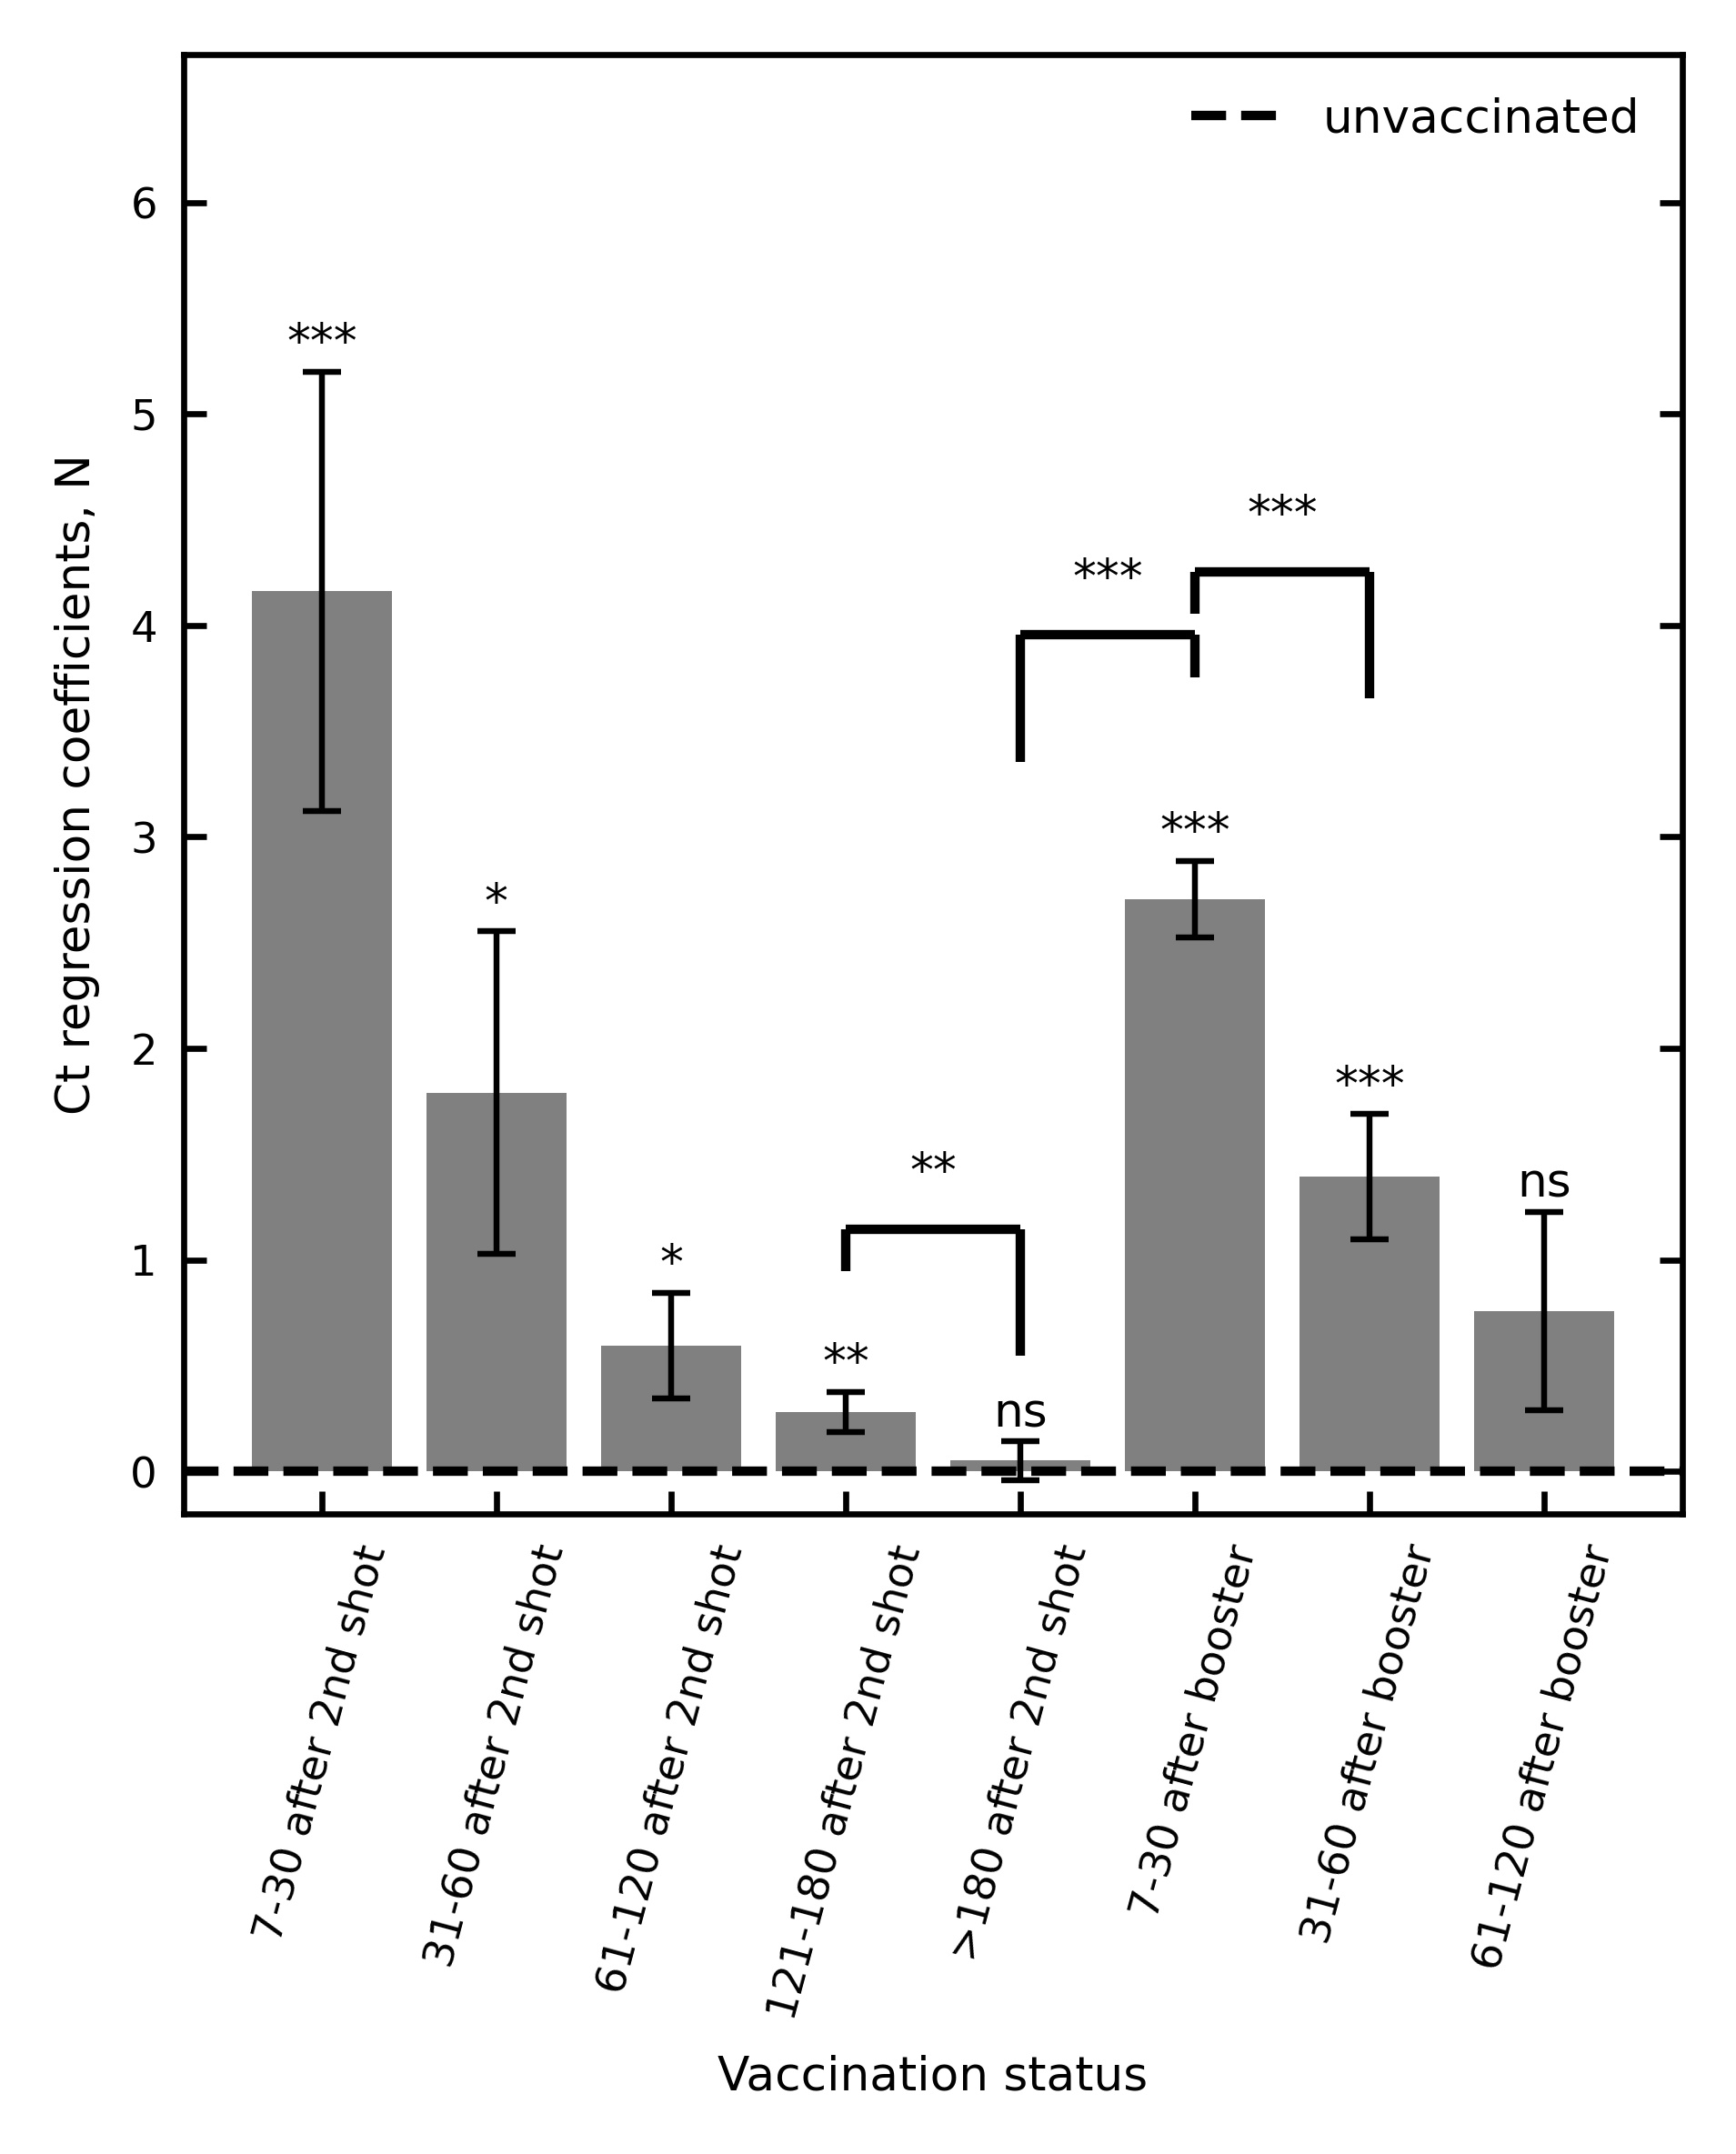 unvaccinated
Ct regression coefficients, N
6
5
4
3
2
1
0
***
*
*
**
ns
***
***
ns
**
***
***
7-30 after 2nd shot
31-60 after 2nd shot
61-120 after 2nd shot
121-180 after 2nd shot
>180 after 2nd shot
7-30 after booster
31-60 after booster
61-120 after booster
Vaccination status